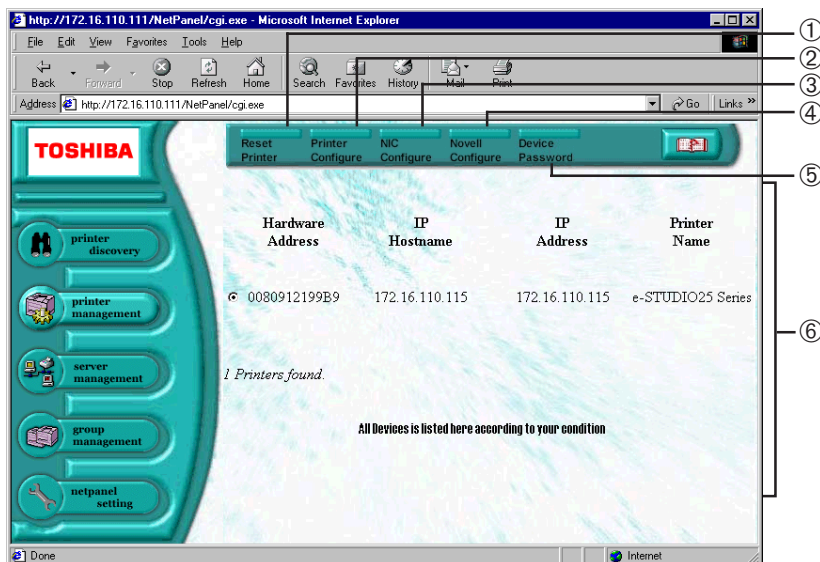 http://172.16.110.111/NetPanel/cgi.exe - Microsoft Internet Explorer
File Edit View Favorites Tools Help
Back Forward Stop Refresh Home Search Favorites History Mail Print
Address http://172.16.110.111/NetPanel/cgi.exe Go Links »
① 
②
③
④
⑤
⑥
TOSHIBA
Reset Printer
Printer Configure
NIC Configure
Novell Configure
Device Password
printer discovery
printer management
server management
group management
netpanel setting
Hardware Address
IP Hostname
IP Address
Printer Name
0080912199B9 172.16.110.115 172.16.110.115 e-STUDIO25 Series
1 Printers found.
All Devices is listed here according to your condition
Done Internet